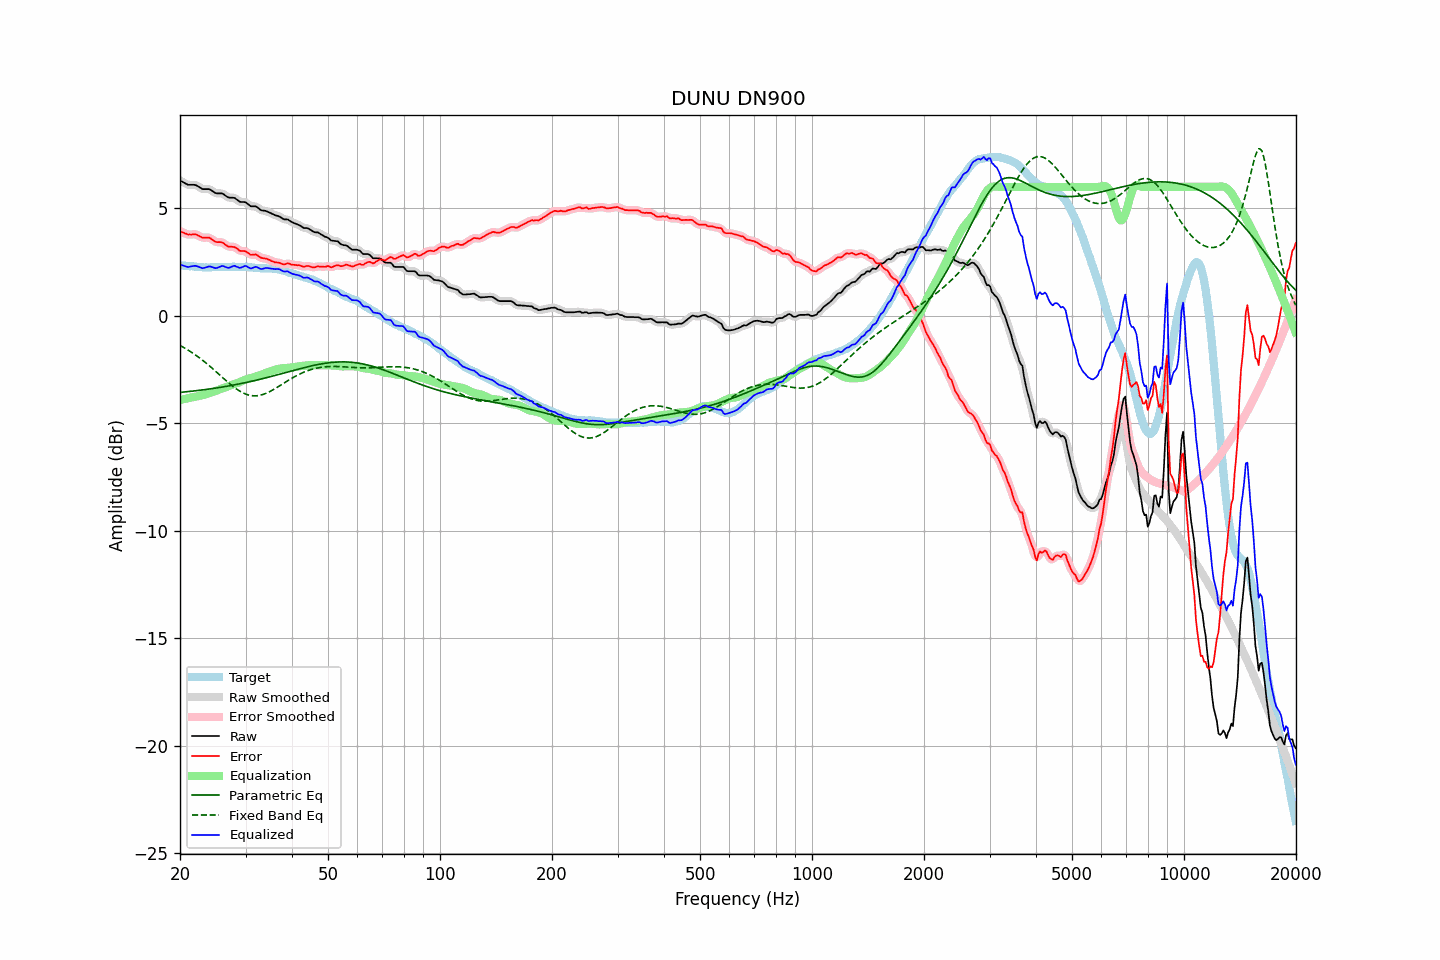 DUNU DN900
Amplitude (dBr)
5
0
−5
−10
−15
−20
−25
Target
Raw Smoothed
Error Smoothed
Raw
Error
Equalization
Parametric Eq
Fixed Band Eq
Equalized
20 50 100 200 500 1000 2000 5000 10000 20000
Frequency (Hz)